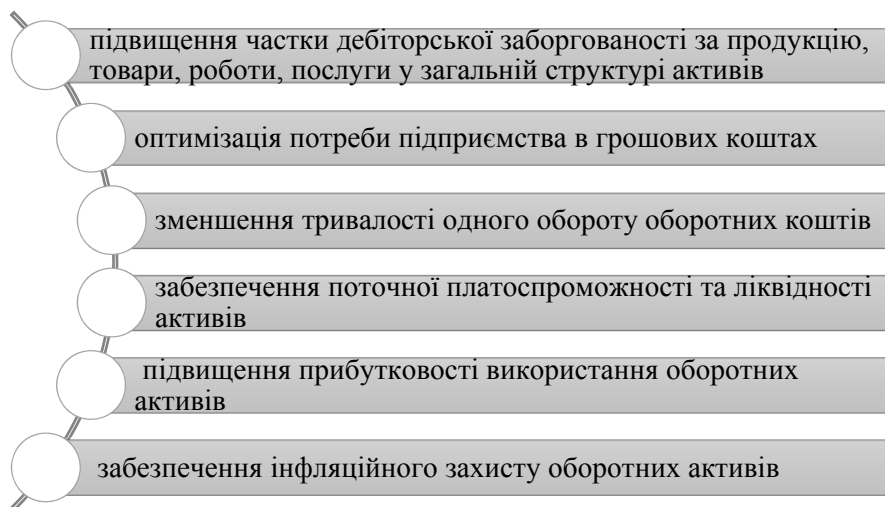 підвищення частки дебіторської заборгованості за продукцію,
товари, роботи, послуги у загальній структурі активів
оптимізація потреби підприємства в грошових коштах
зменшення тривалості одного обороту оборотних коштів
забезпечення поточної платоспроможності та ліквідності
активів
підвищення прибутковості використання оборотних
активів
забезпечення інфляційного захисту оборотних активів